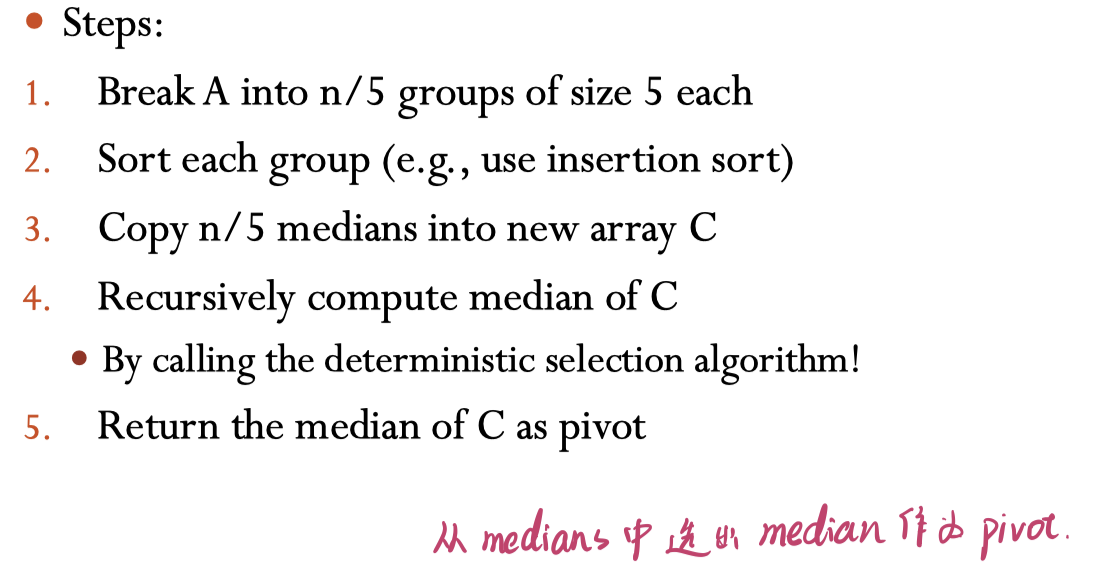 • Steps:
1. Break A into n/5 groups of size 5 each
2. Sort each group (e.g., use insertion sort)
3. Copy n/5 medians into new array C
4. Recursively compute median of C
• By calling the deterministic selection algorithm!
5. Return the median of C as pivot
从 medians 中选出 median 作为 pivot.